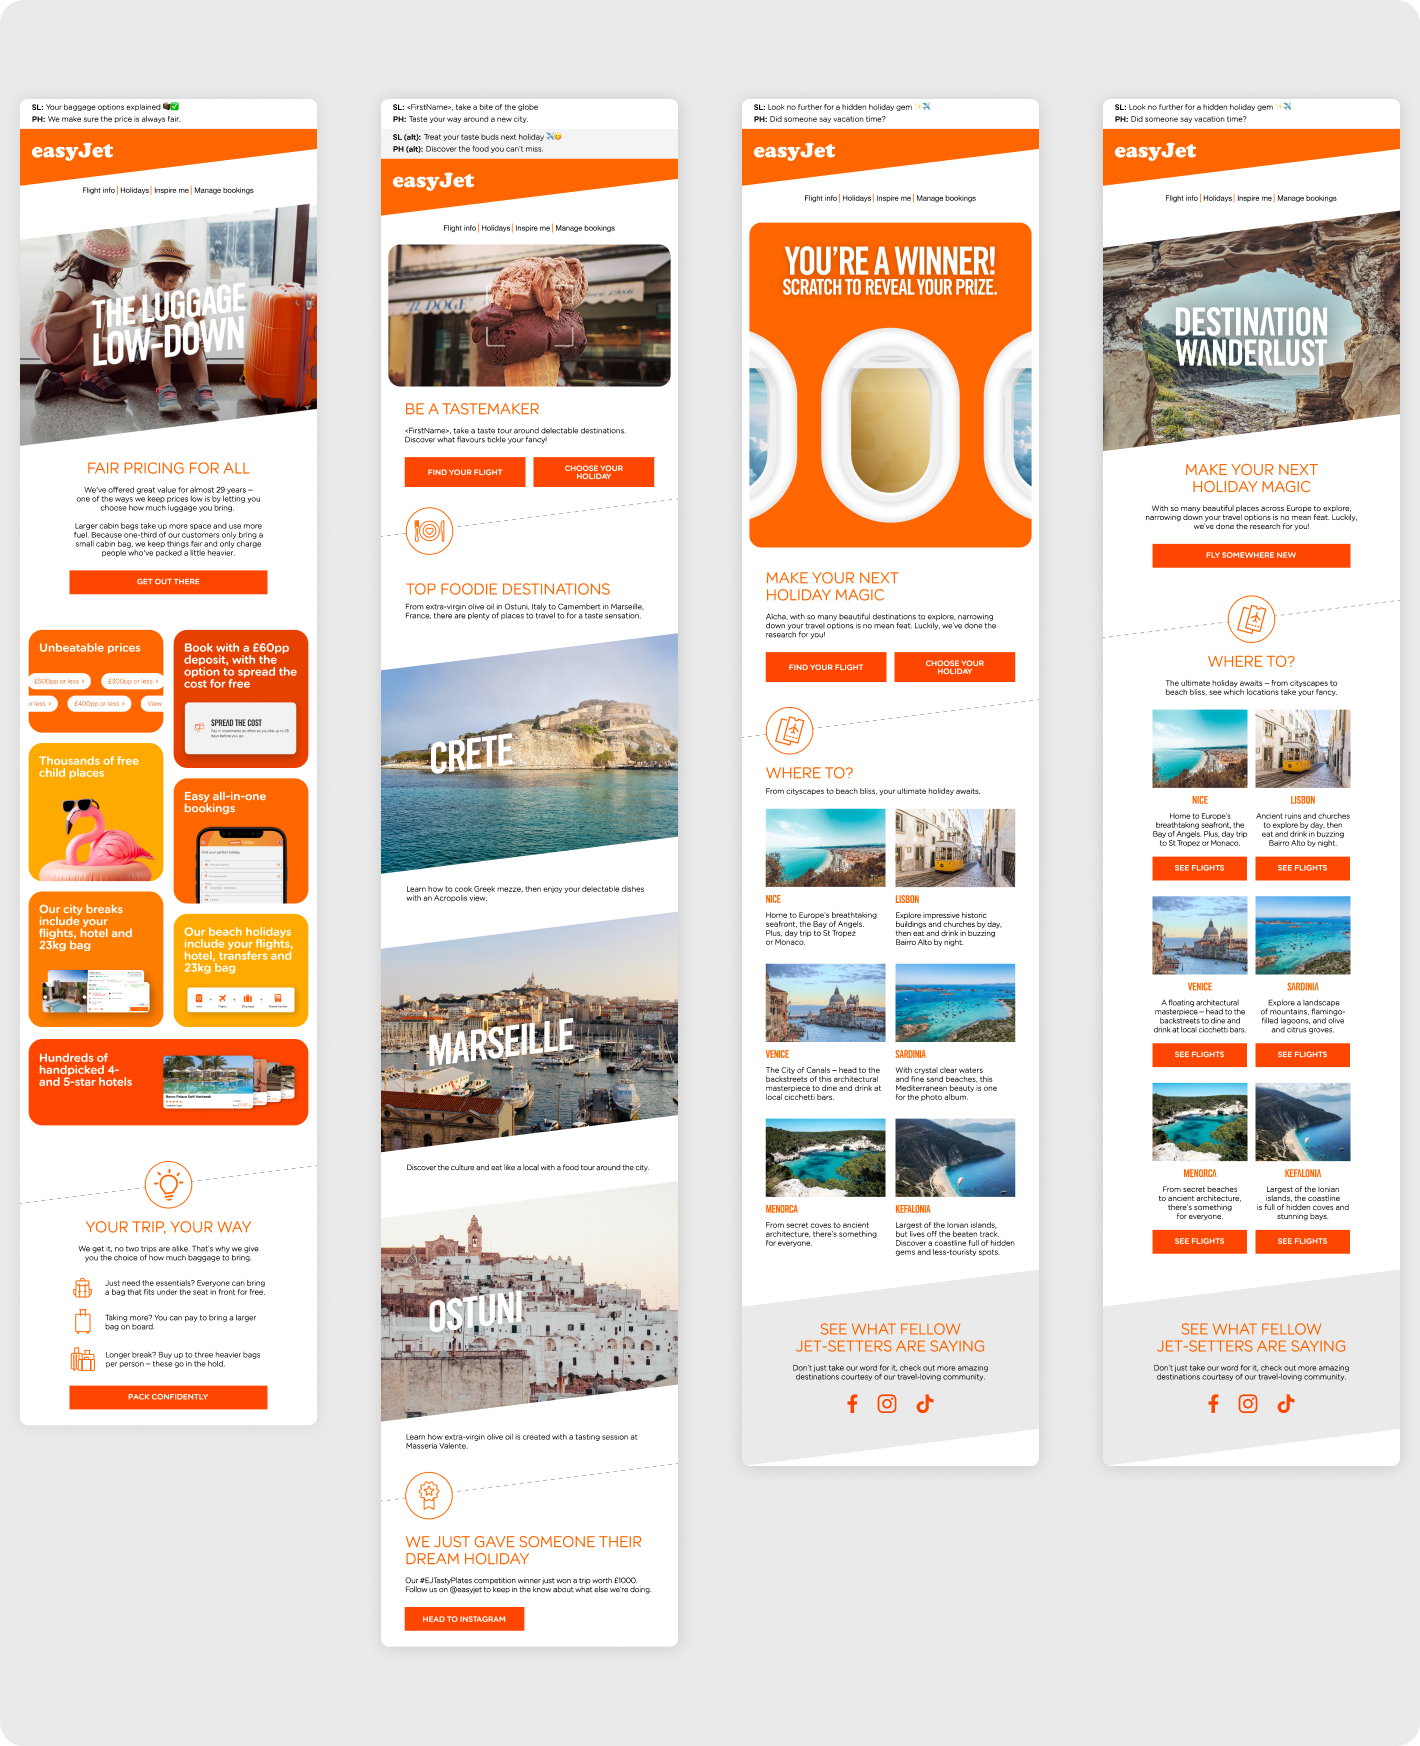 SL: Your baggage options explained
PH: We make sure the price is always fair.
easyJet
Flight info | Holidays | Inspire me | Manage bookings
THE LUGGAGE
LOW-DOWN
FAIR PRICING FOR ALL
We've offered great value for almost 29 years –
one of the ways we keep prices low is by letting you
choose how much luggage you bring.
Larger cabin bags take up more space and use more
fuel. Because one-third of our customers only bring a
small cabin bag, we keep things fair and only charge
people who've packed a little heavier.
GET OUT THERE
Unbeatable prices
£500pp or less >
£300pp or less >
r less >
£400pp or less >
View
Book with a £60pp
deposit, with the
option to spread the
cost for free
SPREAD THE COST
Thousands of free
child places
Easy all-in-one
bookings
Our city breaks
include your
flights, hotel and
23kg bag
Our beach holidays
include your flights,
hotel, transfers and
23kg bag
Hundreds of
handpicked 4-
and 5-star hotels
YOUR TRIP, YOUR WAY
We get it, no two trips are alike. That's why we give
you the choice of how much baggage to bring.
Just need the essentials? Everyone can bring
a bag that fits under the seat in front for free.
Taking more? You can pay to bring a larger
bag on board.
Longer break? Buy up to three heavier bags
per person – these go in the hold.
PACK CONFIDENTLY
SL: <FirstName>, take a bite of the globe
PH: Taste your way around a new city.
SL (alt): Treat your taste buds next holiday
PH (alt): Discover the food you can't miss.
easyJet
Flight info | Holidays | Inspire me | Manage bookings
BE A TASTEMAKER
<FirstName>, take a taste tour around delectable destinations.
Discover what flavours tickle your fancy!
FIND YOUR FLIGHT
CHOOSE YOUR
HOLIDAY
TOP FOODIE DESTINATIONS
From extra-virgin olive oil in Ostuni, Italy to Camembert in Marseille,
France, there are plenty of places to travel to for a taste sensation.
CRETE
Learn how to cook Greek mezze, then enjoy your delectable dishes
with an Acropolis view.
MARSEILLE
Discover the culture and eat like a local with a food tour around the city.
OSTUNI
Learn how extra-virgin olive oil is created with a tasting session at
Masseria Valente.
WE JUST GAVE SOMEONE THEIR
DREAM HOLIDAY
Our #EJTastyPlates competition winner just won a trip worth £1000.
Follow us on @easyjet to keep in the know about what else we're doing.
HEAD TO INSTAGRAM
SL: Look no further for a hidden holiday gem
PH: Did someone say vacation time?
easyJet
Flight info | Holidays | Inspire me | Manage bookings
YOU'RE A WINNER!
SCRATCH TO REVEAL YOUR PRIZE.
MAKE YOUR NEXT
HOLIDAY MAGIC
Aïcha, with so many beautiful destinations to explore, narrowing
down your travel options is no mean feat. Luckily, we've done the
research for you!
FIND YOUR FLIGHT
CHOOSE YOUR
HOLIDAY
WHERE TO?
From cityscapes to beach bliss, your ultimate holiday awaits.
NICE
Home to Europe's breathtaking
seafront, the Bay of Angels.
Plus, day trip to St Tropez
or Monaco.
LISBON
Explore impressive historic
buildings and churches by day,
then eat and drink in buzzing
Bairro Alto by night.
VENICE
The City of Canals – head to the
backstreets of this architectural
masterpiece to dine and drink at
local cicchetti bars.
SARDINIA
With crystal clear waters
and fine sand beaches, this
Mediterranean beauty is one
for the photo album.
MENORCA
From secret coves to ancient
architecture, there's something
for everyone.
KEFALONIA
Largest of the Ionian islands,
but lives off the beaten track.
Discover a coastline full of hidden
gems and less-touristy spots.
SEE WHAT FELLOW
JET-SETTERS ARE SAYING
Don't just take our word for it, check out more amazing
destinations courtesy of our travel-loving community.
SL: Look no further for a hidden holiday gem
PH: Did someone say vacation time?
easyJet
Flight info | Holidays | Inspire me | Manage bookings
DESTINATION
WANDERLUST
MAKE YOUR NEXT
HOLIDAY MAGIC
With so many beautiful places across Europe to explore,
narrowing down your travel options is no mean feat. Luckily,
we've done the research for you!
FLY SOMEWHERE NEW
WHERE TO?
The ultimate holiday awaits – from cityscapes to
beach bliss, see which locations take your fancy.
NICE
Home to Europe's
breathtaking seafront, the
Bay of Angels. Plus, day trip
to St Tropez or Monaco.
SEE FLIGHTS
LISBON
Ancient ruins and churches
to explore by day, then
eat and drink in buzzing
Bairro Alto by night.
SEE FLIGHTS
VENICE
A floating architectural
masterpiece – head to the
backstreets to dine and
drink at local cicchetti bars.
SEE FLIGHTS
SARDINIA
Explore a landscape
of mountains, flamingo-
filled lagoons, and olive
and citrus groves.
SEE FLIGHTS
MENORCA
From secret beaches
to ancient architecture,
there's something
for everyone.
SEE FLIGHTS
KEFALONIA
Largest of the Ionian
islands, the coastline
is full of hidden coves and
stunning bays.
SEE FLIGHTS
SEE WHAT FELLOW
JET-SETTERS ARE SAYING
Don't just take our word for it, check out more amazing
destinations courtesy of our travel-loving community.